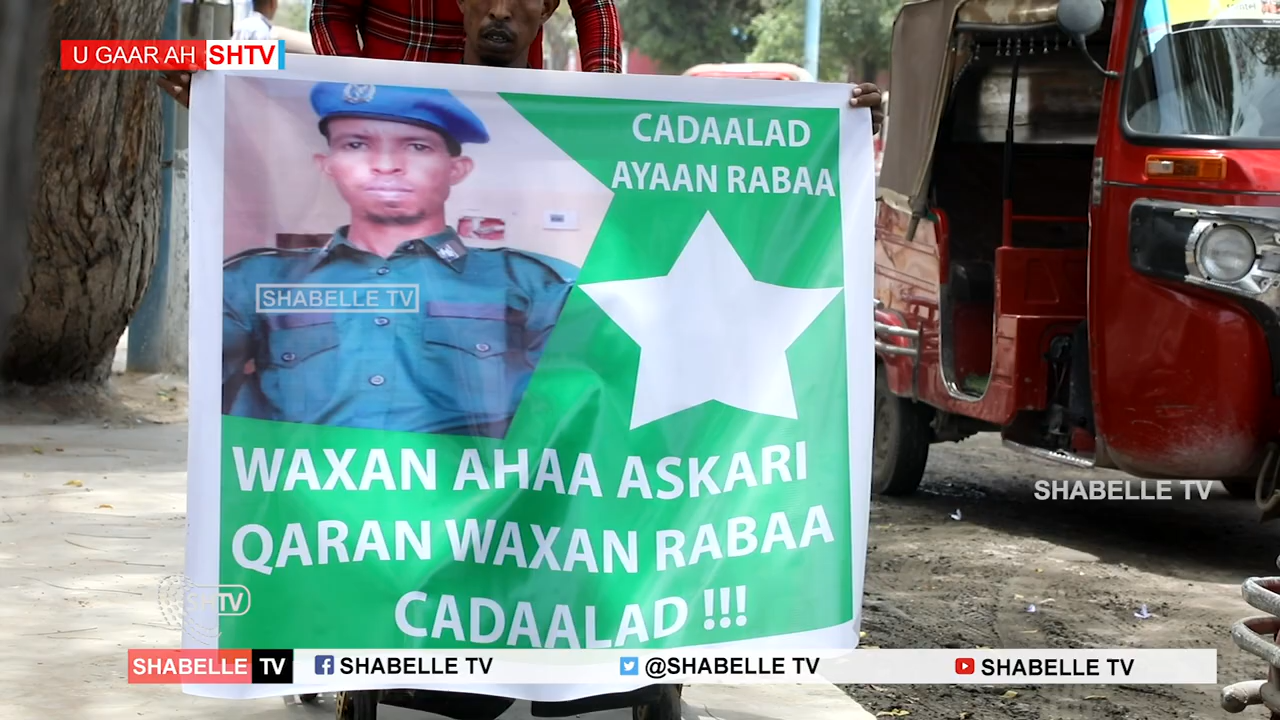 U GAAR AH SHTV
CADAALAD
AYAAN RABAA
SHABELLE TV
WAXAN AHAA ASKARI
QARAN WAXAN RABAA
CADAALAD !!!
SHABELLE TV
SHTV
SHABELLE TV SHABELLE TV @SHABELLE TV SHABELLE TV